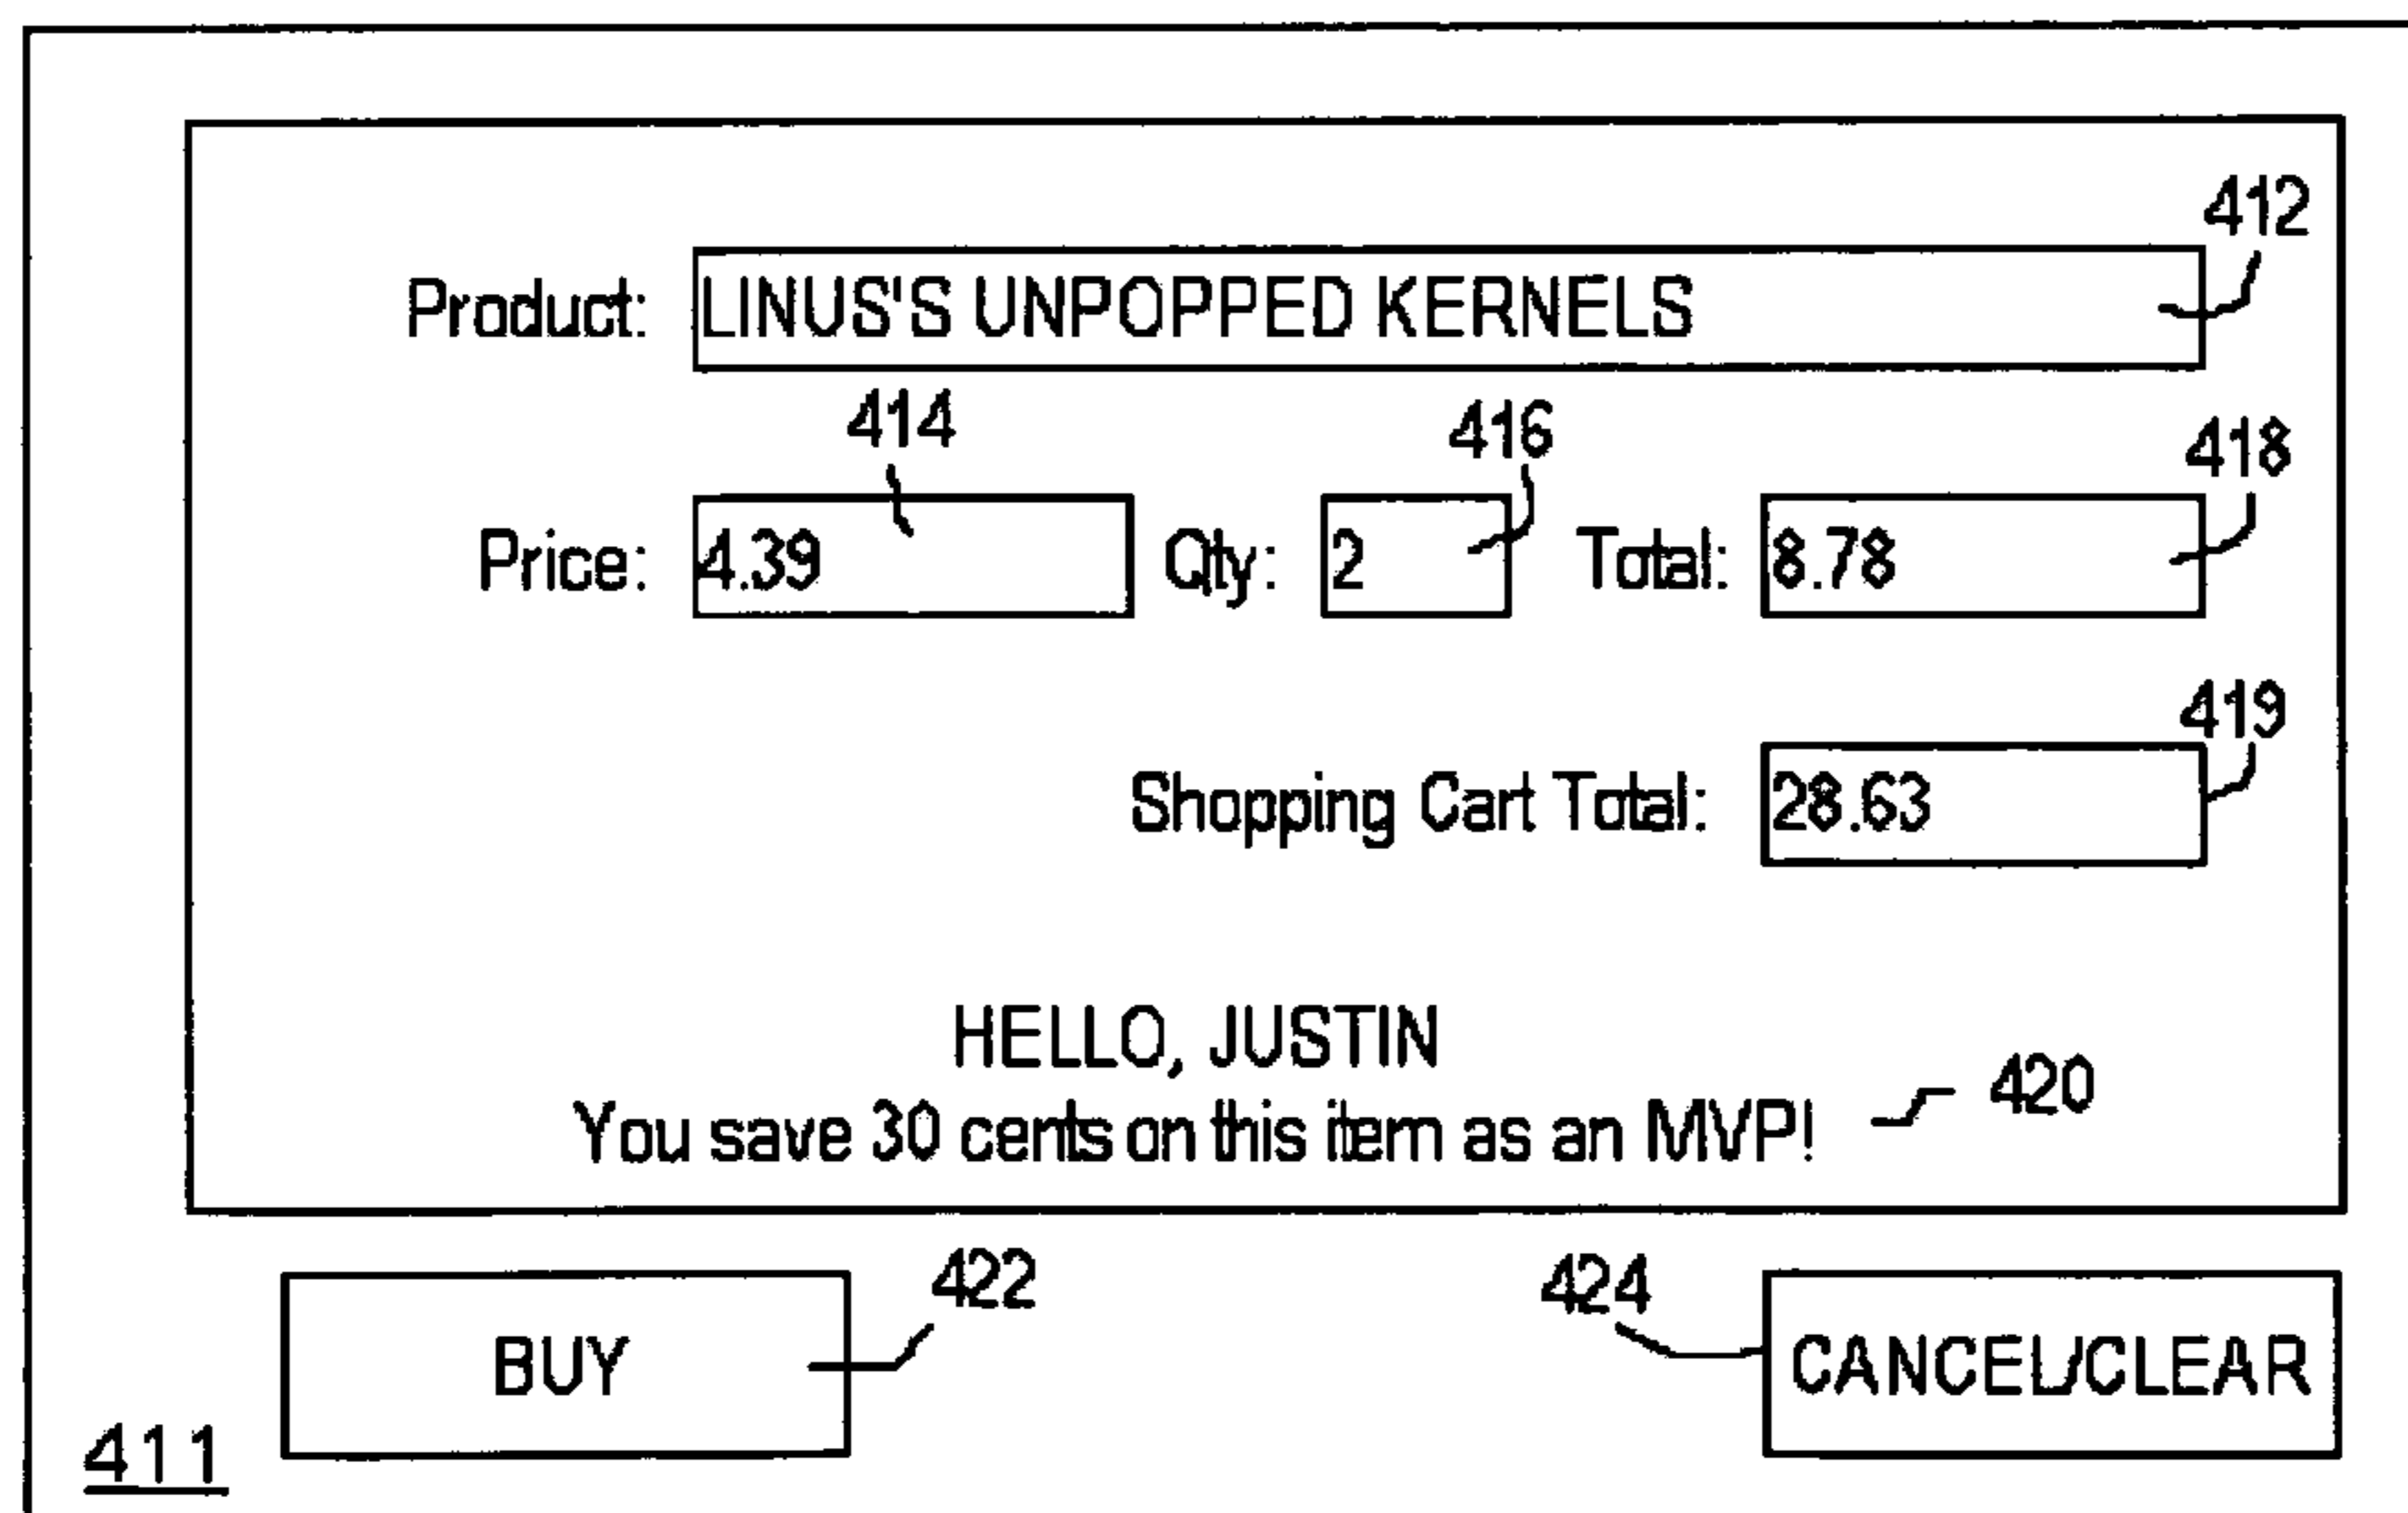 412
Product: LINUS'S UNPOPPED KERNELS
414 416 418
Price: 4.39 Qty: 2 Total: 8.78
419
Shopping Cart Total: 28.63
HELLO, JUSTIN
You save 30 cents on this item as an MVP! 420
422 424
BUY CANCEL/CLEAR
411